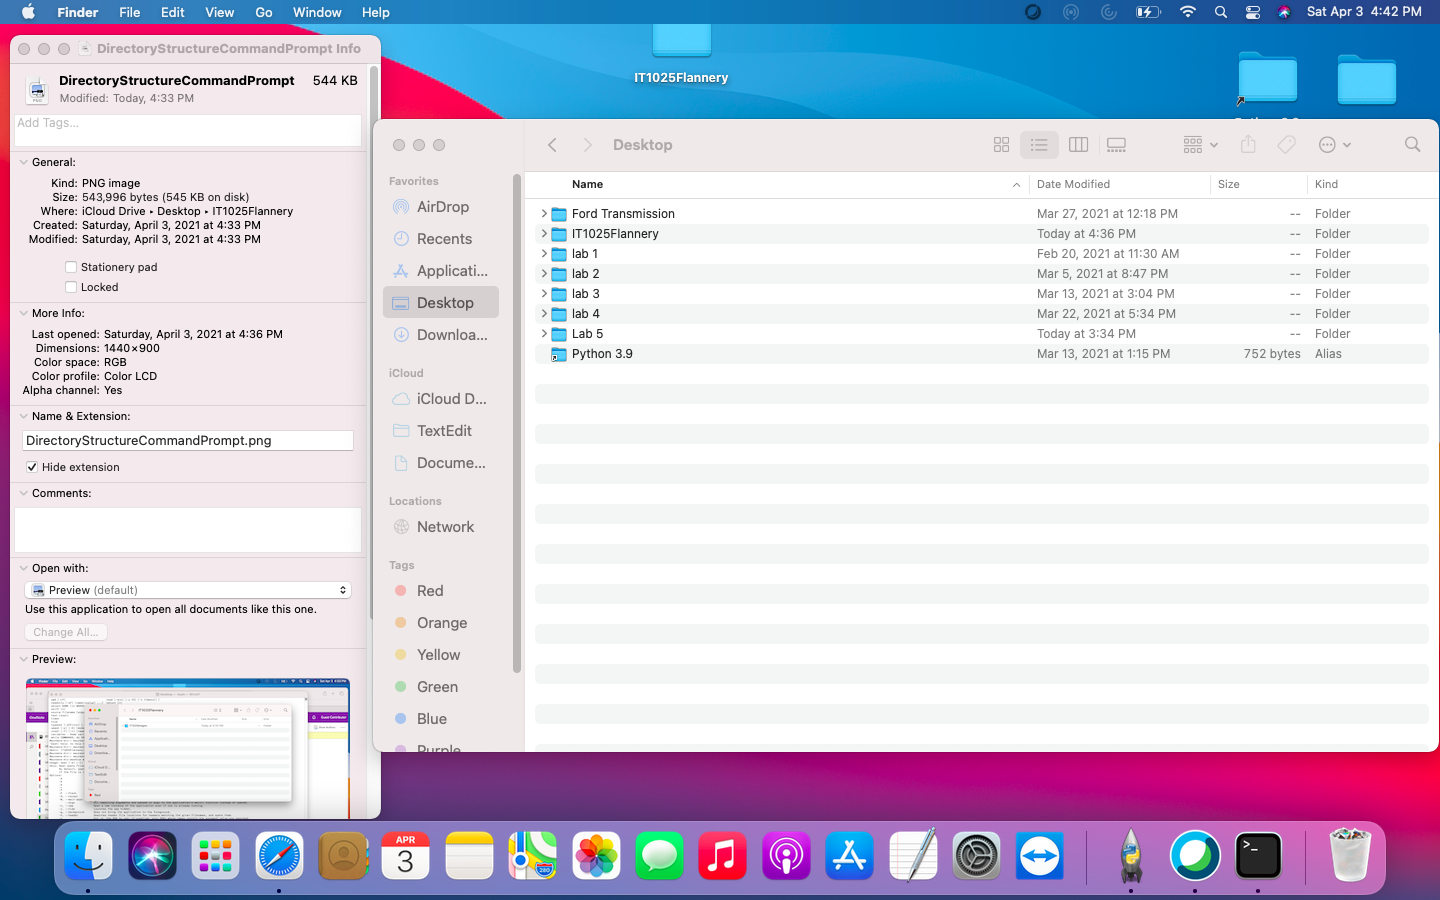 Finder File Edit View Go Window Help Sat Apr 3 4:42 PM
DirectoryStructureCommandPrompt Info
DirectoryStructureCommandPrompt 544 KB
Modified: Today, 4:33 PM
Add Tags...
General:
Kind: PNG image
Size: 543,996 bytes (545 KB on disk)
Where: iCloud Drive ▸ Desktop ▸ IT1025Flannery
Created: Saturday, April 3, 2021 at 4:33 PM
Modified: Saturday, April 3, 2021 at 4:33 PM
Stationery pad
Locked
More Info:
Last opened: Saturday, April 3, 2021 at 4:36 PM
Dimensions: 1440×900
Color space: RGB
Color profile: Color LCD
Alpha channel: Yes
Name & Extension:
DirectoryStructureCommandPrompt.png
Hide extension
Comments:
Open with:
Preview (default)
Use this application to open all documents like this one.
Change All...
Preview:
IT1025Flannery
Desktop
Favorites
AirDrop
Recents
Applicati...
Desktop
Downloa...
iCloud
iCloud D...
TextEdit
Docume...
Locations
Network
Tags
Red
Orange
Yellow
Green
Blue
Purple
Name Date Modified Size Kind
Ford Transmission Mar 27, 2021 at 12:18 PM -- Folder
IT1025Flannery Today at 4:36 PM -- Folder
lab 1 Feb 20, 2021 at 11:30 AM -- Folder
lab 2 Mar 5, 2021 at 8:47 PM -- Folder
lab 3 Mar 13, 2021 at 3:04 PM -- Folder
lab 4 Mar 22, 2021 at 5:34 PM -- Folder
Lab 5 Today at 3:34 PM -- Folder
Python 3.9 Mar 13, 2021 at 1:15 PM 752 bytes Alias
APR
3
280
>_